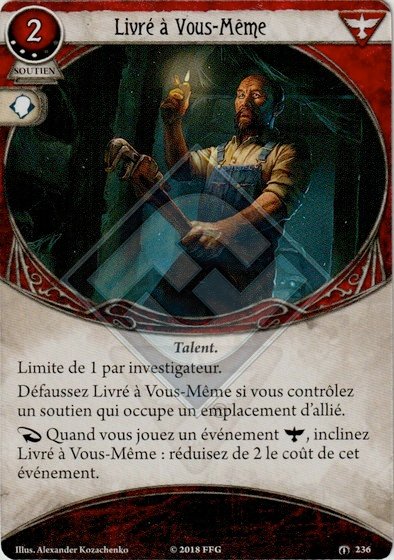 2
Livré à Vous-Même
SOUTIEN
Talent.
Limite de 1 par investigateur.
Défaussez Livré à Vous-Même si vous contrôlez
un soutien qui occupe un emplacement d'allié.
Quand vous jouez un événement , inclinez
Livré à Vous-Même : réduisez de 2 le coût de cet
événement.
Illus. Alexander Kozachenko © 2018 FFG 236